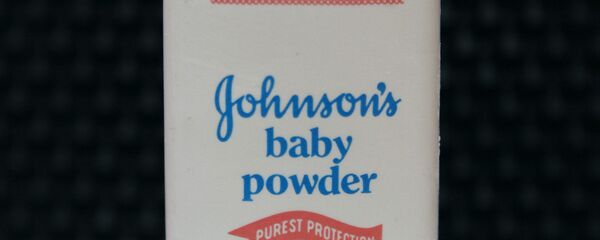 Johnson's
baby
powder
PUREST PROTECTION